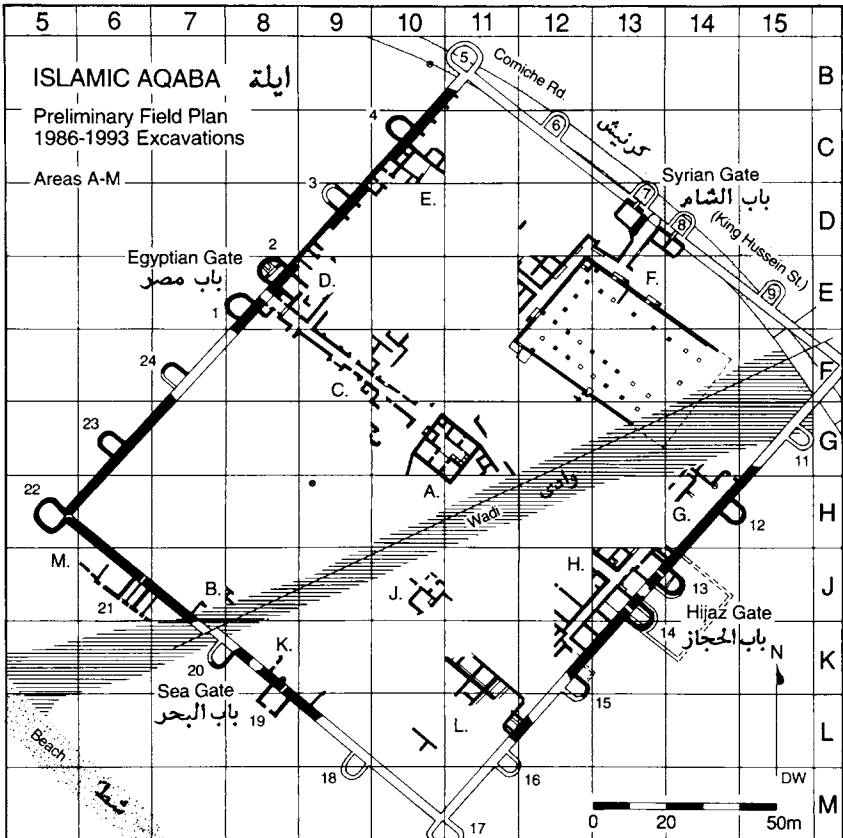 5 6 7 8 9 10 11 12 13 14 15
ISLAMIC AQABA ايلة
Preliminary Field Plan
1986-1993 Excavations
Areas A-M
5
Corniche Rd.
كرنيش
B
4
6
C
3
E.
7
Syrian Gate
باب الشام
8
(King Hussein St.)
D
2
Egyptian Gate
باب مصر
D.
F.
1
9
E
24
C.
F
23
11
G
22
A.
وادي
Wadi
G.
12
H
M.
21
B.
J.
H.
13
J
Hijaz Gate
باب الحجاز
14
N
20
K.
Sea Gate
باب البحر
15
K
19
L.
L
Beach
شط
18
16
17
DW
M
0 20 50m